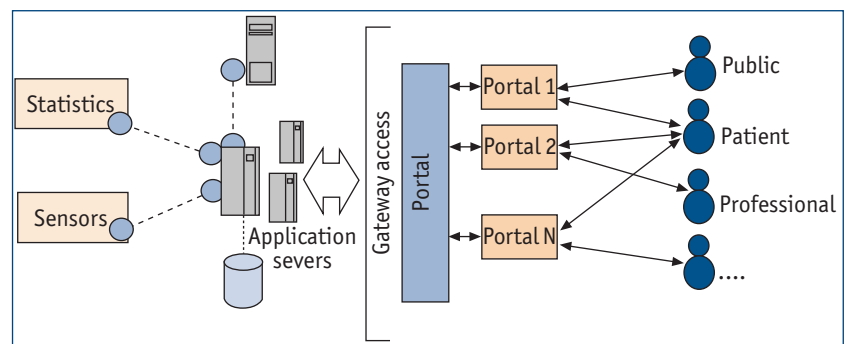 Statistics
Sensors
Application
severs
Gateway access
Portal
Portal 1
Portal 2
Portal N
Public
Patient
Professional
....